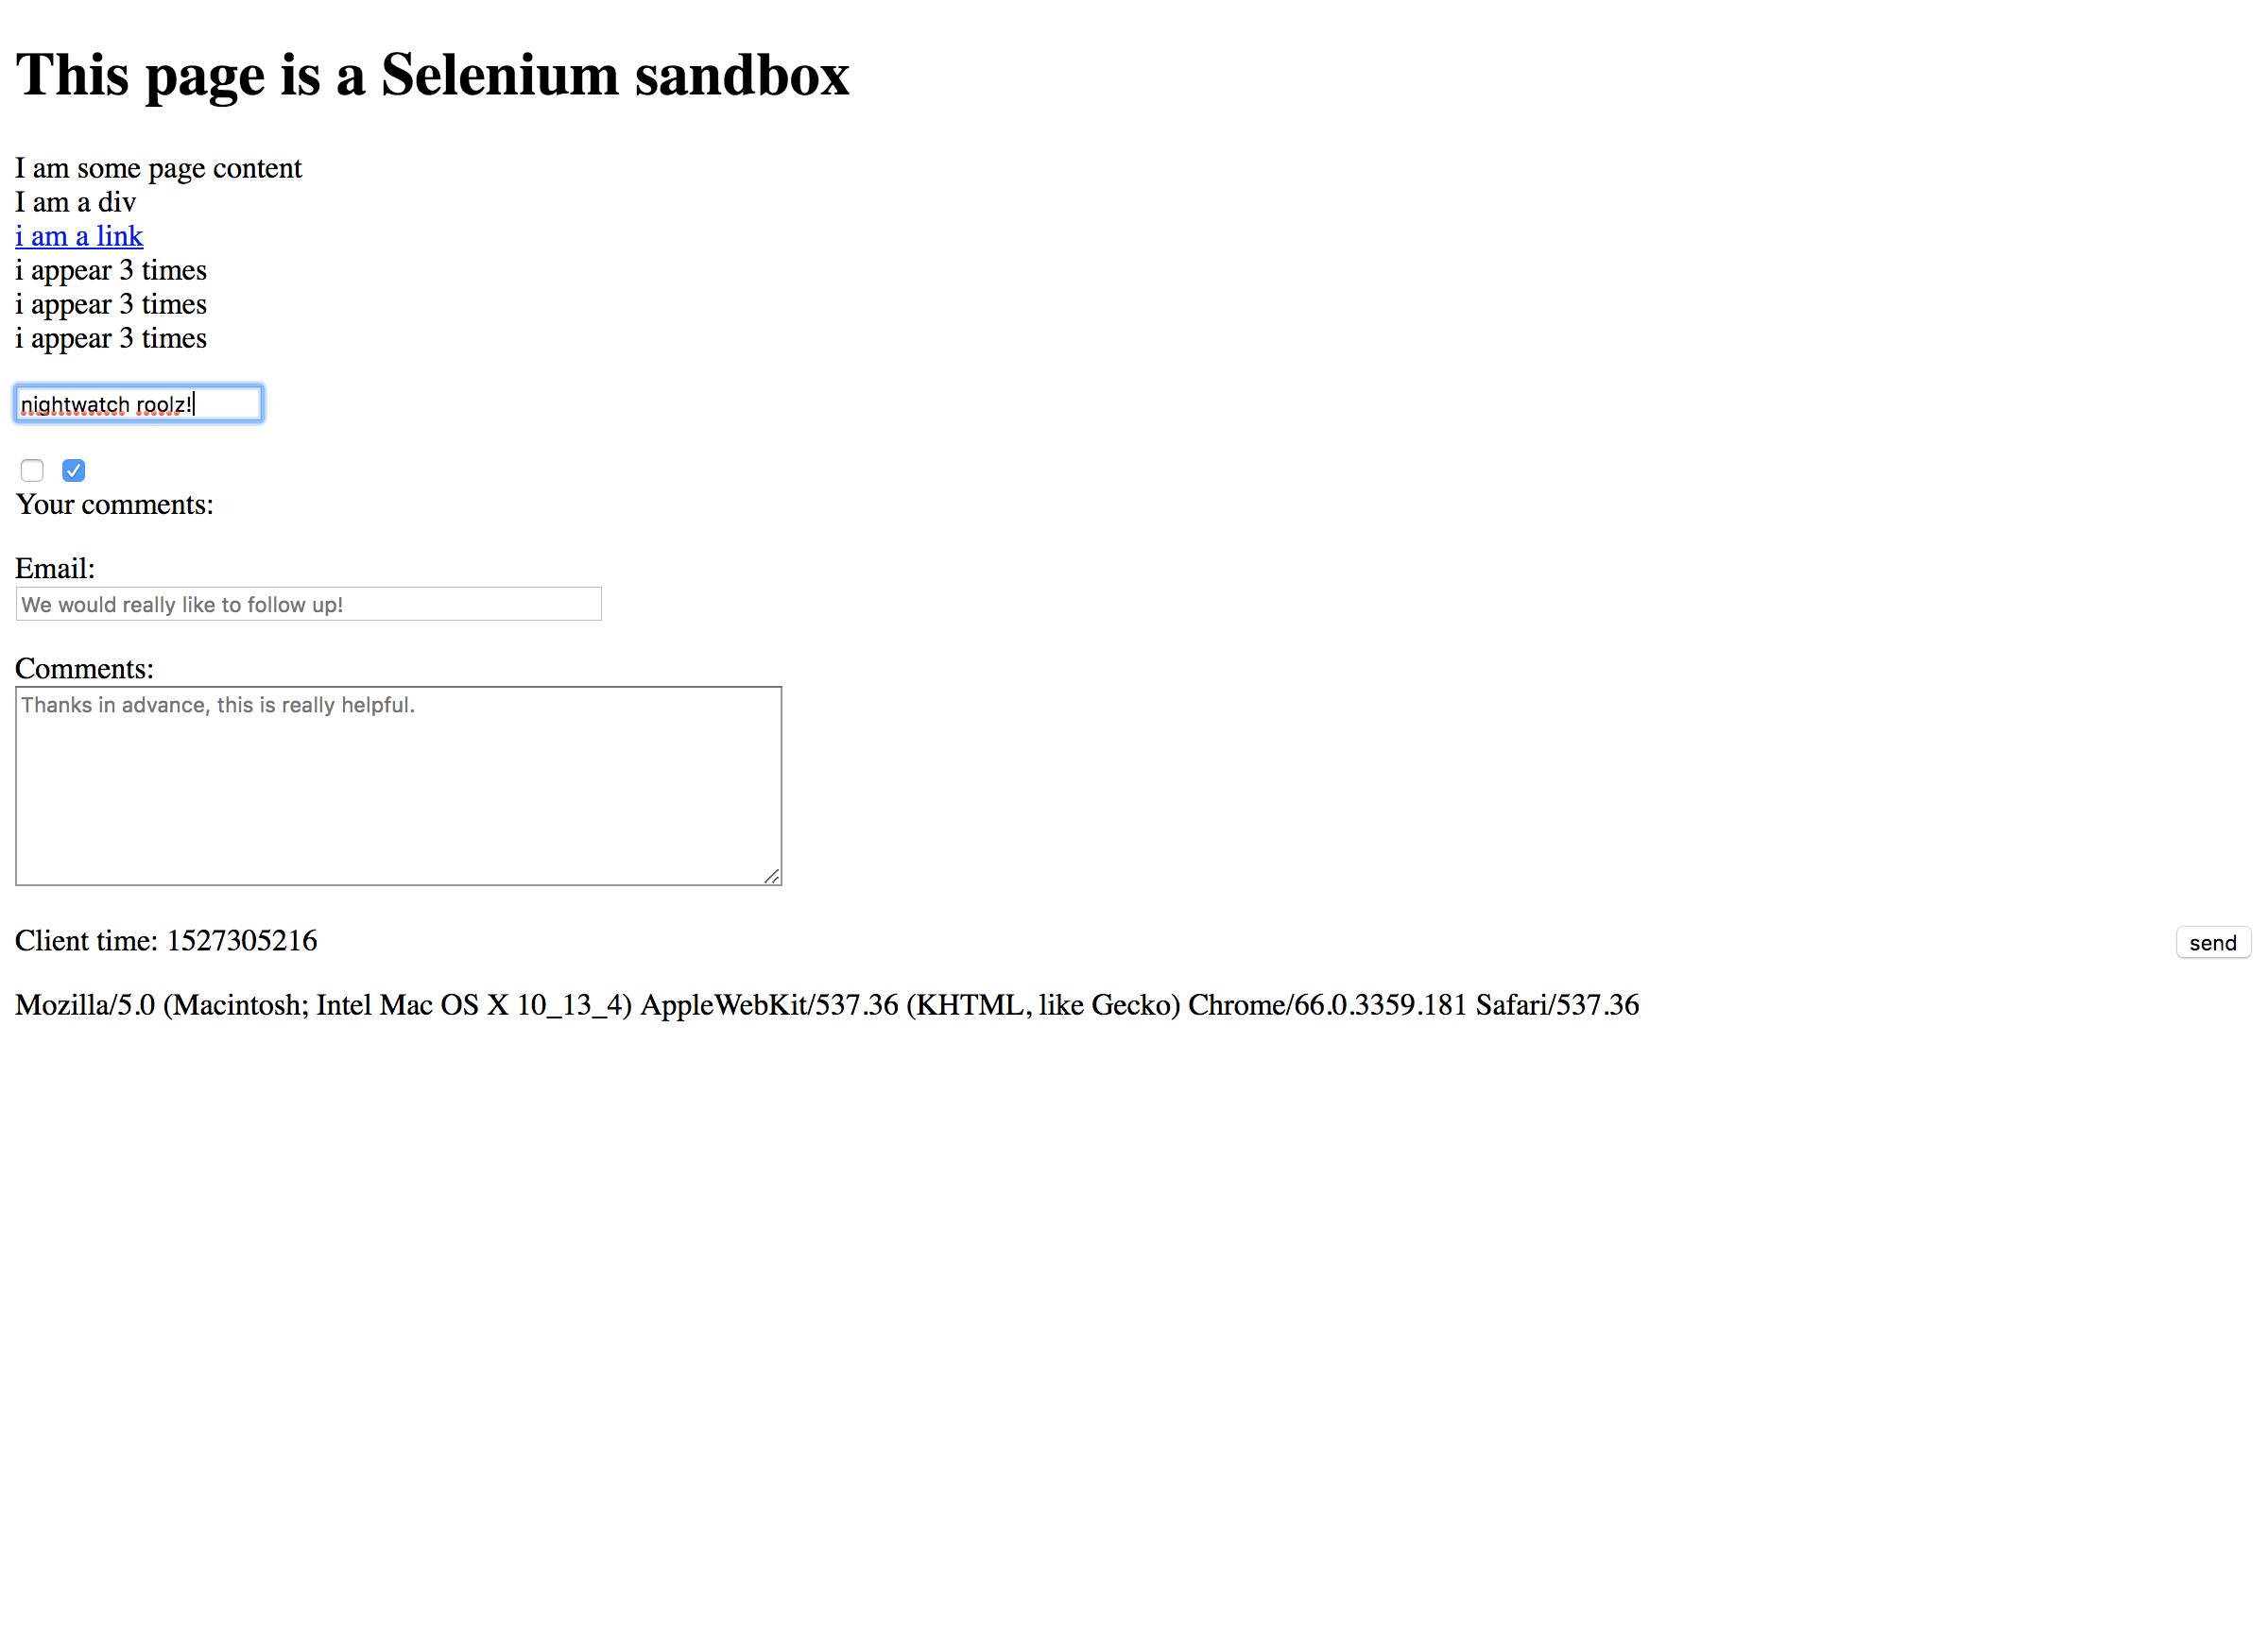 This page is a Selenium sandbox
I am some page content
I am a div
i am a link
i appear 3 times
i appear 3 times
i appear 3 times
nightwatch roolz!
Your comments:
Email:
We would really like to follow up!
Comments:
Thanks in advance, this is really helpful.
Client time: 1527305216
send
Mozilla/5.0 (Macintosh; Intel Mac OS X 10_13_4) AppleWebKit/537.36 (KHTML, like Gecko) Chrome/66.0.3359.181 Safari/537.36